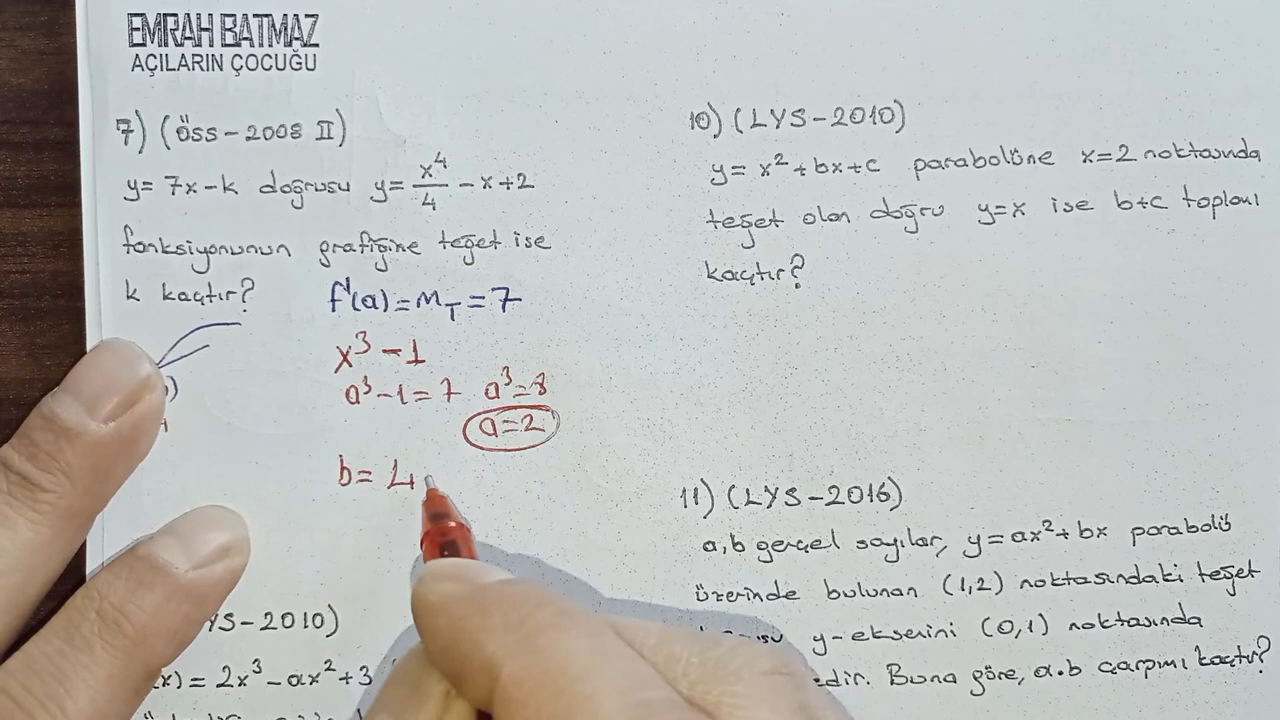 EMRAH BATMAZ
AÇILARIN ÇOCUĞU
7) (ÖSS-2008 II)
y= 7x-k doğrusu y= x⁴/4 -x+2
fonksiyonunun grafiğine teğet ise
k kaçtır?
f'(a)=m_T=7
x³-1
a³-1=7 a³=8
a=2
b= 4
YS-2010)
(x)= 2x³-ax²+3
10) (LYS-2010)
y= x²+bx+c parabolüne x=2 noktasında
teğet olan doğru y=x ise b+c toplamı
kaçtır?
11) (LYS-2016)
a,b gerçel sayılar, y=ax²+bx parabolü
üzerinde bulunan (1,2) noktasındaki teğet
y-eksenini (0,1) noktasında
edir. Buna göre, a.b çarpımı kaçtır?